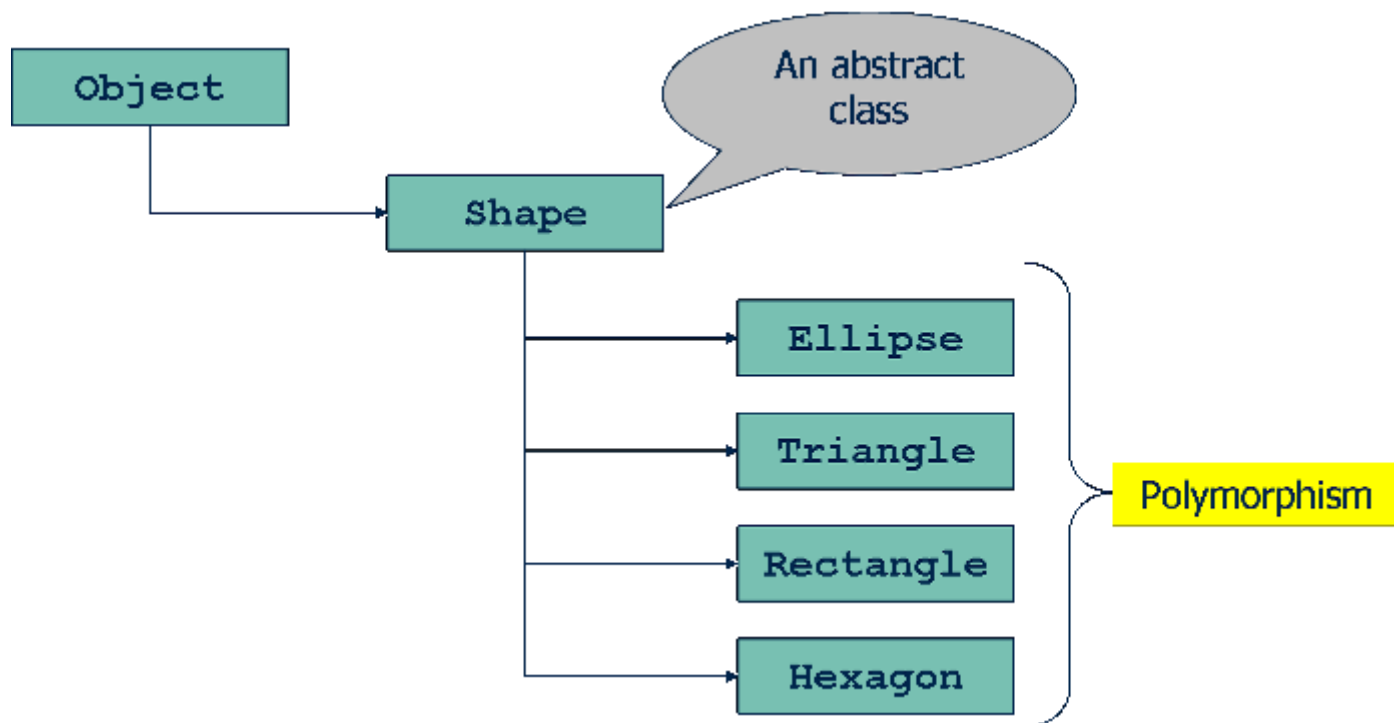 Object
An abstract
class
Shape
Ellipse
Triangle
Polymorphism
Rectangle
Hexagon